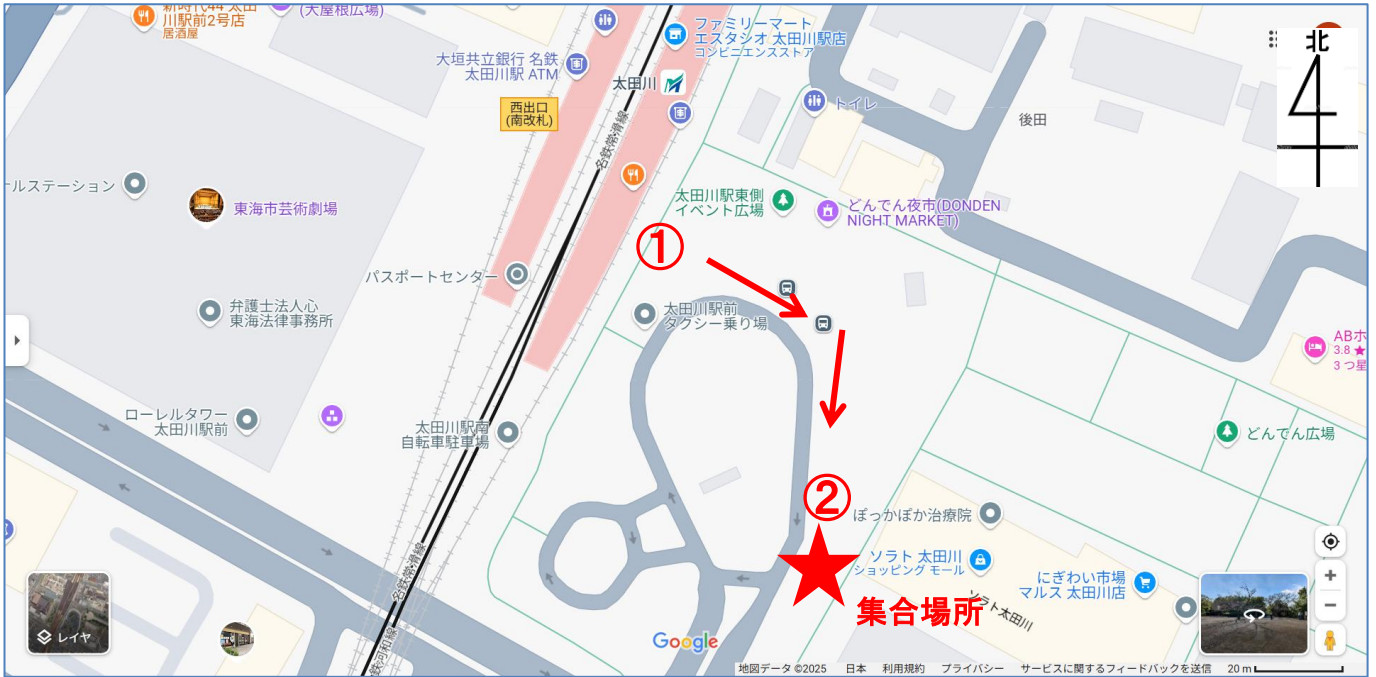 新時代44 太田
川駅前2号店
居酒屋
(大屋根広場)
大垣共立銀行 名鉄
太田川駅 ATM
西出口
(南改札)
太田川
ファミリーマート
エスタシオ 太田川駅店
コンビニエンスストア
トイレ
後田
北
名鉄常滑線
ールステーション
東海市芸術劇場
太田川駅東側
イベント広場
どんでん夜市(DONDEN
NIGHT MARKET)
①
パスポートセンター
弁護士法人心
東海法律事務所
太田川駅前
タクシー乗り場
ABホ
3.8 ★
3 つ星
ローレルタワー
太田川駅前
太田川駅南
自転車駐車場
どんでん広場
②
ぽっかぽか治療院
ソラト 太田川
ショッピング モール
にぎわい市場
マルス 太田川店
ソラト太田川
集合場所
名鉄常滑線
鉄河和線
レイヤ
Google
地図データ ©2025 日本 利用規約 プライバシー サービスに関するフィードバックを送信 20 m